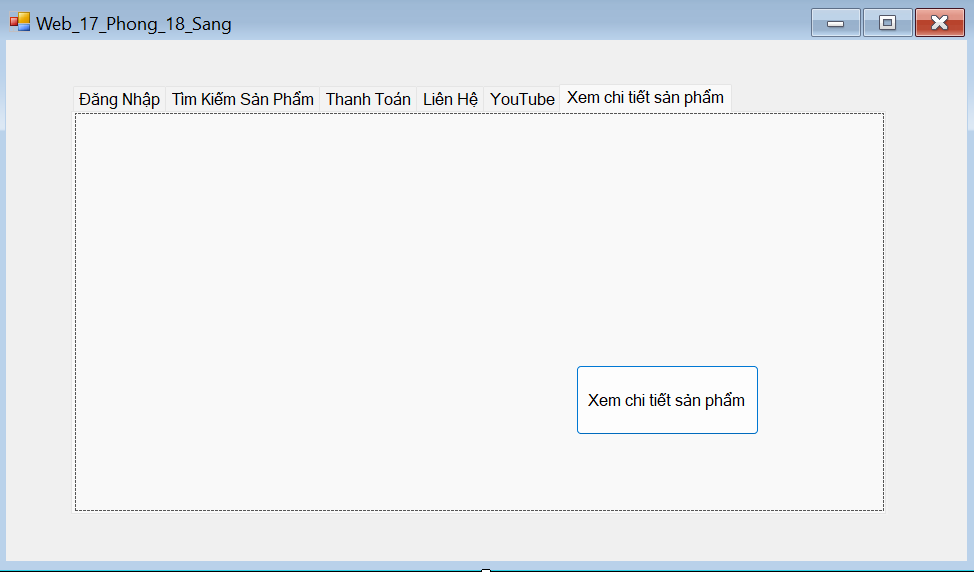 Web_17_Phong_18_Sang
Đăng Nhập Tìm Kiếm Sản Phẩm Thanh Toán Liên Hệ YouTube Xem chi tiết sản phẩm
Xem chi tiết sản phẩm